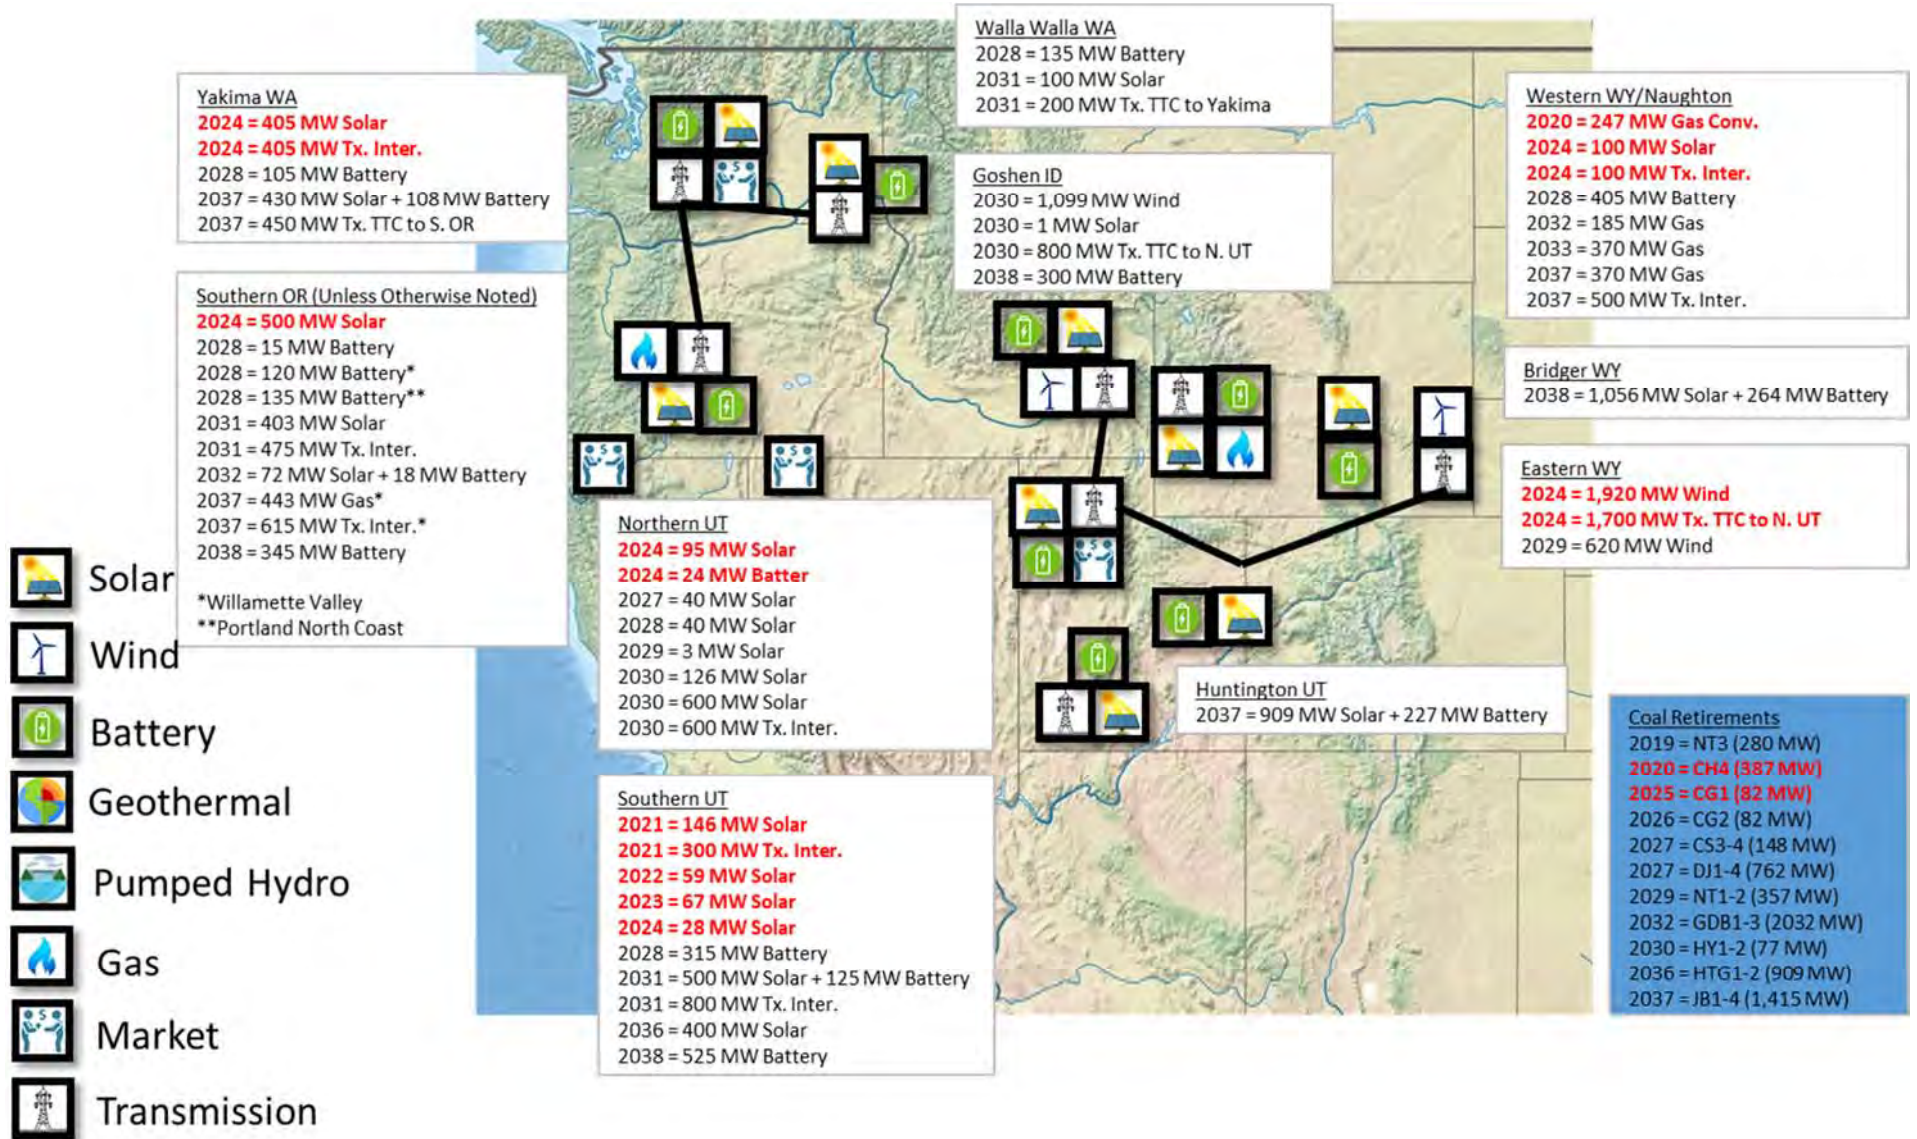 Walla Walla WA
2028 = 135 MW Battery
2031 = 100 MW Solar
2031 = 200 MW Tx. TTC to Yakima
Yakima WA
2024 = 405 MW Solar
2024 = 405 MW Tx. Inter.
2028 = 105 MW Battery
2037 = 430 MW Solar + 108 MW Battery
2037 = 450 MW Tx. TTC to S. OR
Western WY/Naughton
2020 = 247 MW Gas Conv.
2024 = 100 MW Solar
2024 = 100 MW Tx. Inter.
2028 = 405 MW Battery
2032 = 185 MW Gas
2033 = 370 MW Gas
2037 = 370 MW Gas
2037 = 500 MW Tx. Inter.
Goshen ID
2030 = 1,099 MW Wind
2030 = 1 MW Solar
2030 = 800 MW Tx. TTC to N. UT
2038 = 300 MW Battery
Southern OR (Unless Otherwise Noted)
2024 = 500 MW Solar
2028 = 15 MW Battery
2028 = 120 MW Battery*
2028 = 135 MW Battery**
2031 = 403 MW Solar
2031 = 475 MW Tx. Inter.
2032 = 72 MW Solar + 18 MW Battery
2037 = 443 MW Gas*
2037 = 615 MW Tx. Inter.*
2038 = 345 MW Battery
*Willamette Valley
**Portland North Coast
Bridger WY
2038 = 1,056 MW Solar + 264 MW Battery
Eastern WY
2024 = 1,920 MW Wind
2024 = 1,700 MW Tx. TTC to N. UT
2029 = 620 MW Wind
Northern UT
2024 = 95 MW Solar
2024 = 24 MW Batter
2027 = 40 MW Solar
2028 = 40 MW Solar
2029 = 3 MW Solar
2030 = 126 MW Solar
2030 = 600 MW Solar
2030 = 600 MW Tx. Inter.
Huntington UT
2037 = 909 MW Solar + 227 MW Battery
Southern UT
2021 = 146 MW Solar
2021 = 300 MW Tx. Inter.
2022 = 59 MW Solar
2023 = 67 MW Solar
2024 = 28 MW Solar
2028 = 315 MW Battery
2031 = 500 MW Solar + 125 MW Battery
2031 = 800 MW Tx. Inter.
2036 = 400 MW Solar
2038 = 525 MW Battery
Coal Retirements
2019 = NT3 (280 MW)
2020 = CH4 (387 MW)
2025 = CG1 (82 MW)
2026 = CG2 (82 MW)
2027 = CS3-4 (148 MW)
2027 = DJ1-4 (762 MW)
2029 = NT1-2 (357 MW)
2032 = GDB1-3 (2032 MW)
2030 = HY1-2 (77 MW)
2036 = HTG1-2 (909 MW)
2037 = JB1-4 (1,415 MW)
Solar
Wind
Battery
Geothermal
Pumped Hydro
Gas
Market
Transmission